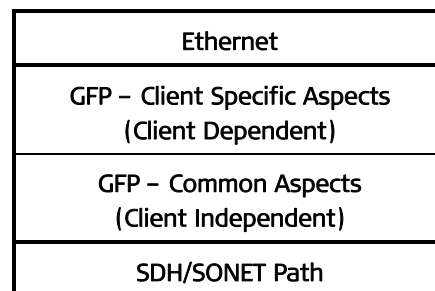 Ethernet
GFP – Client Specific Aspects
(Client Dependent)
GFP – Common Aspects
(Client Independent)
SDH/SONET Path